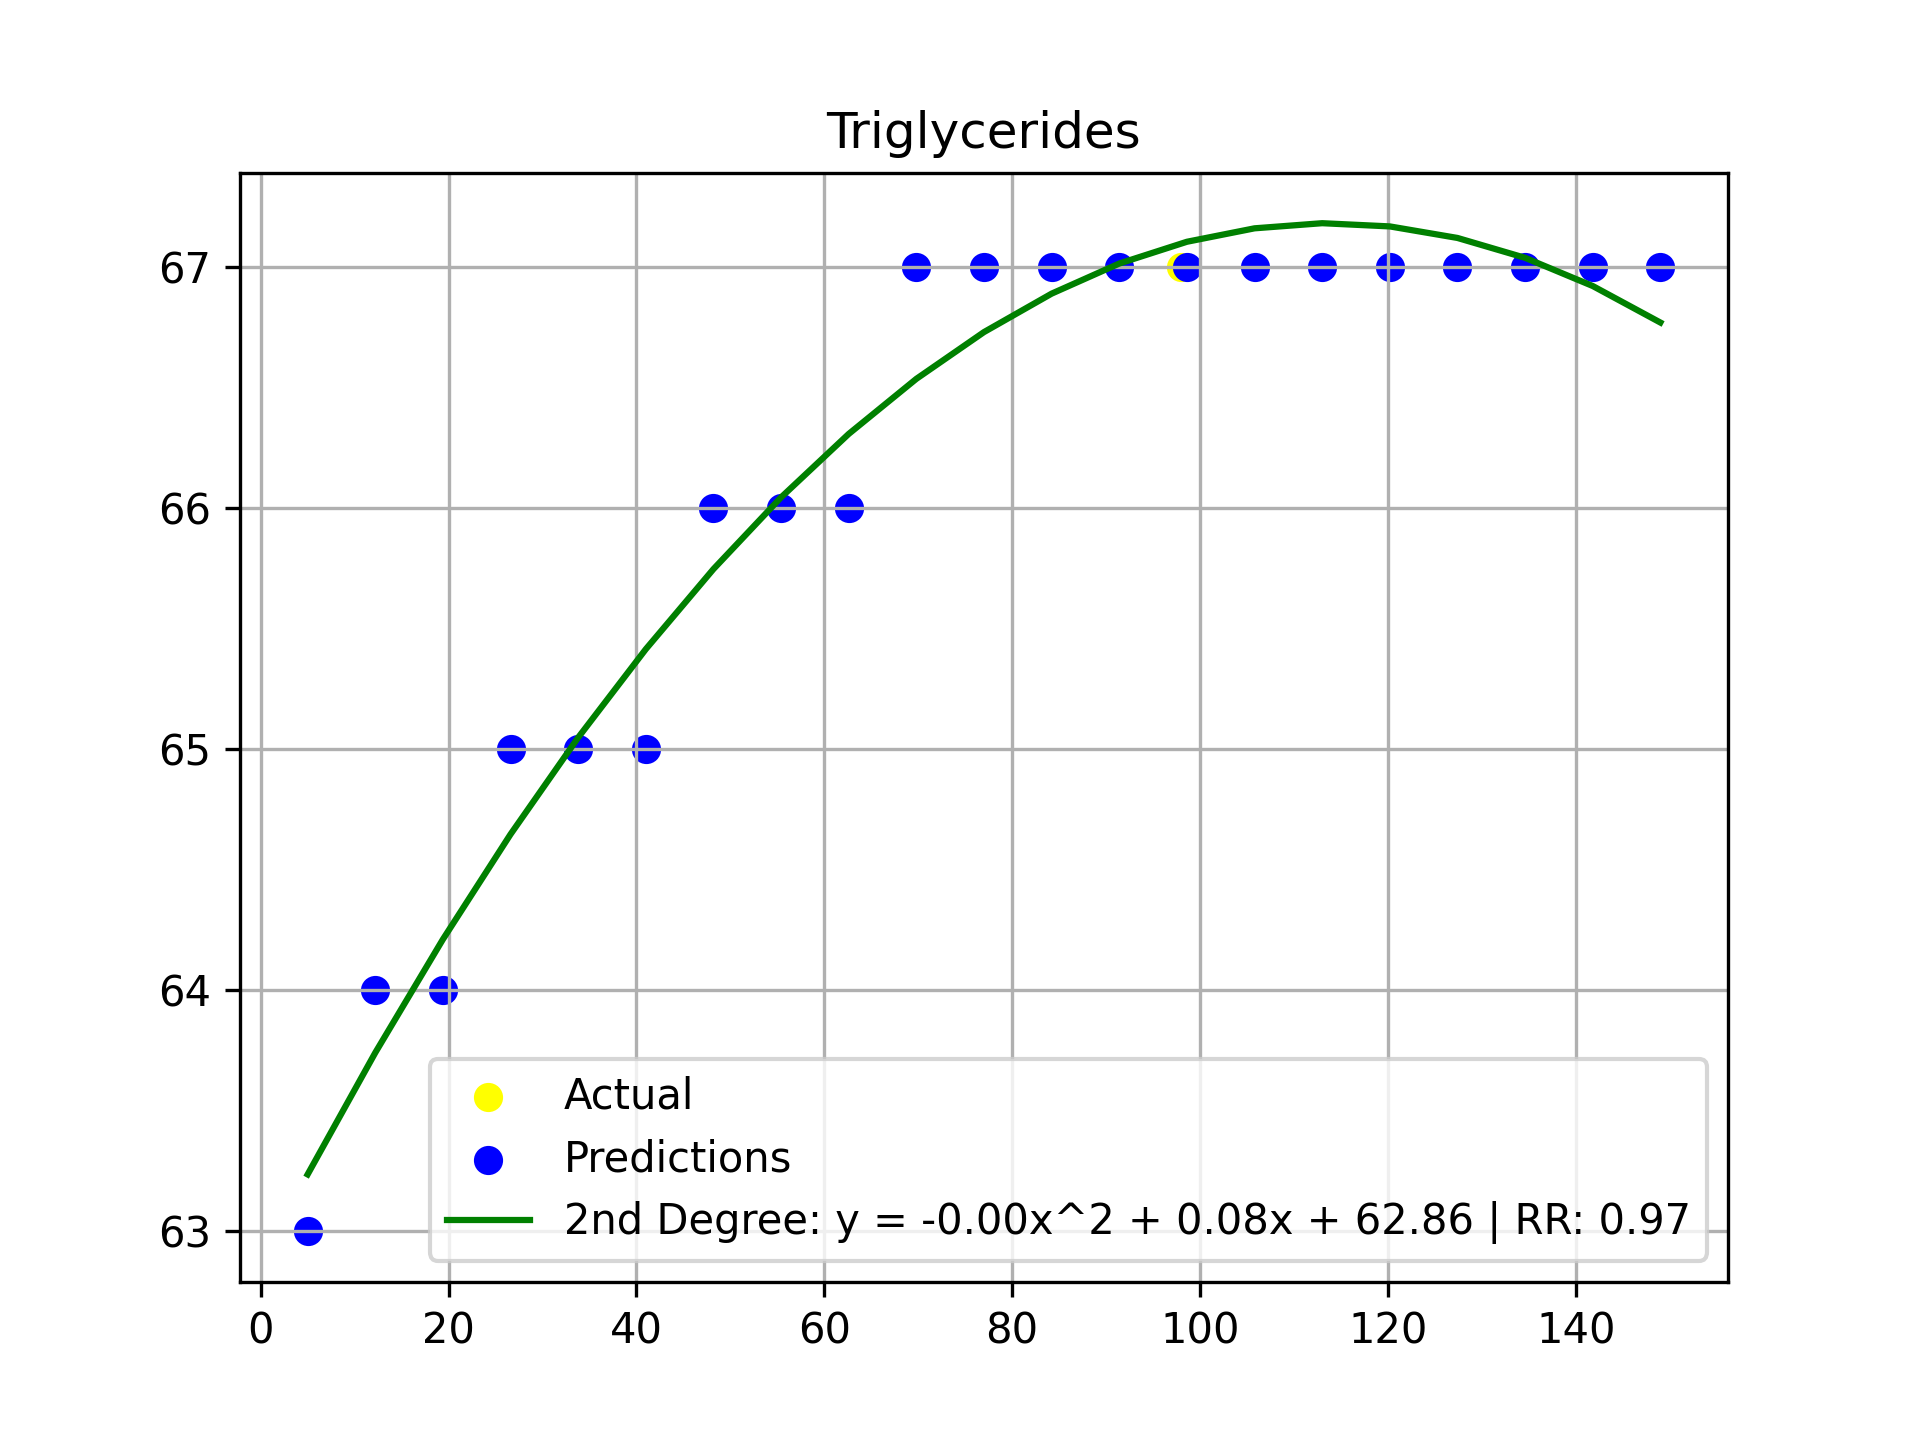 Triglycerides
67
66
65
64
63
Actual
Predictions
2nd Degree: y = -0.00x^2 + 0.08x + 62.86 | RR: 0.97
0 20 40 60 80 100 120 140